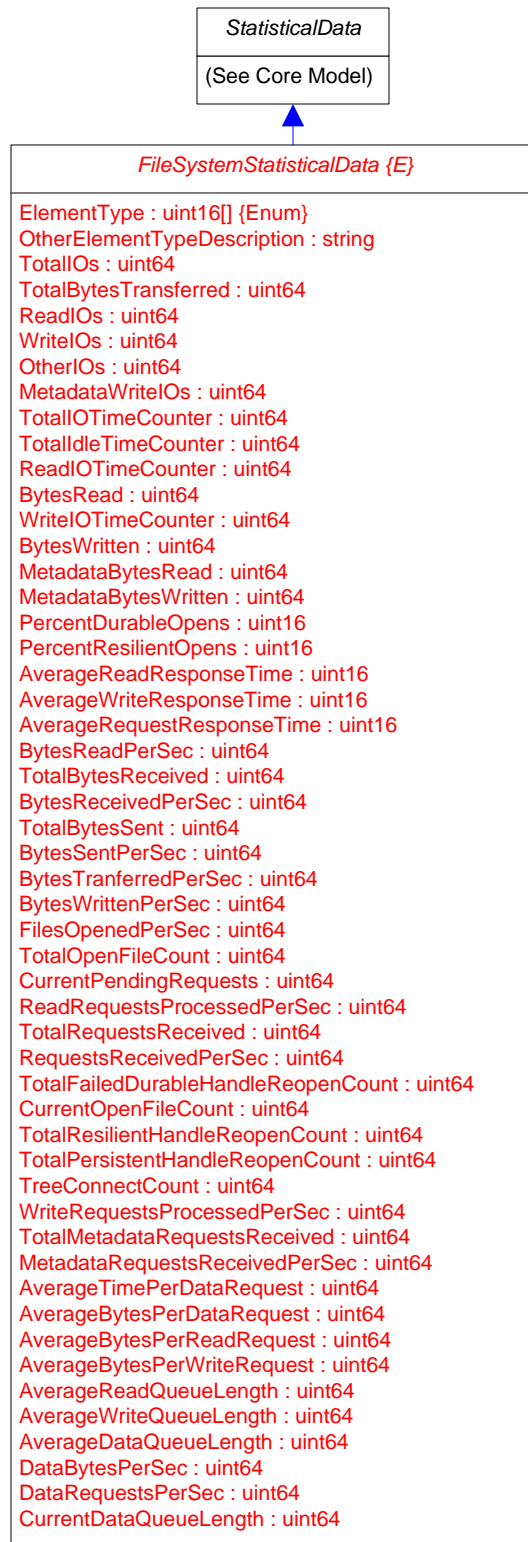 StatisticalData
(See Core Model)
FileSystemStatisticalData {E}
ElementType : uint16[] {Enum}
OtherElementTypeDescription : string
TotalIOs : uint64
TotalBytesTransferred : uint64
ReadIOs : uint64
WriteIOs : uint64
OtherIOs : uint64
MetadataWriteIOs : uint64
TotalIOTimeCounter : uint64
TotalIdleTimeCounter : uint64
ReadIOTimeCounter : uint64
BytesRead : uint64
WriteIOTimeCounter : uint64
BytesWritten : uint64
MetadataBytesRead : uint64
MetadataBytesWritten : uint64
PercentDurableOpens : uint16
PercentResilientOpens : uint16
AverageReadResponseTime : uint16
AverageWriteResponseTime : uint16
AverageRequestResponseTime : uint16
BytesReadPerSec : uint64
TotalBytesReceived : uint64
BytesReceivedPerSec : uint64
TotalBytesSent : uint64
BytesSentPerSec : uint64
BytesTranferredPerSec : uint64
BytesWrittenPerSec : uint64
FilesOpenedPerSec : uint64
TotalOpenFileCount : uint64
CurrentPendingRequests : uint64
ReadRequestsProcessedPerSec : uint64
TotalRequestsReceived : uint64
RequestsReceivedPerSec : uint64
TotalFailedDurableHandleReopenCount : uint64
CurrentOpenFileCount : uint64
TotalResilientHandleReopenCount : uint64
TotalPersistentHandleReopenCount : uint64
TreeConnectCount : uint64
WriteRequestsProcessedPerSec : uint64
TotalMetadataRequestsReceived : uint64
MetadataRequestsReceivedPerSec : uint64
AverageTimePerDataRequest : uint64
AverageBytesPerDataRequest : uint64
AverageBytesPerReadRequest : uint64
AverageBytesPerWriteRequest : uint64
AverageReadQueueLength : uint64
AverageWriteQueueLength : uint64
AverageDataQueueLength : uint64
DataBytesPerSec : uint64
DataRequestsPerSec : uint64
CurrentDataQueueLength : uint64